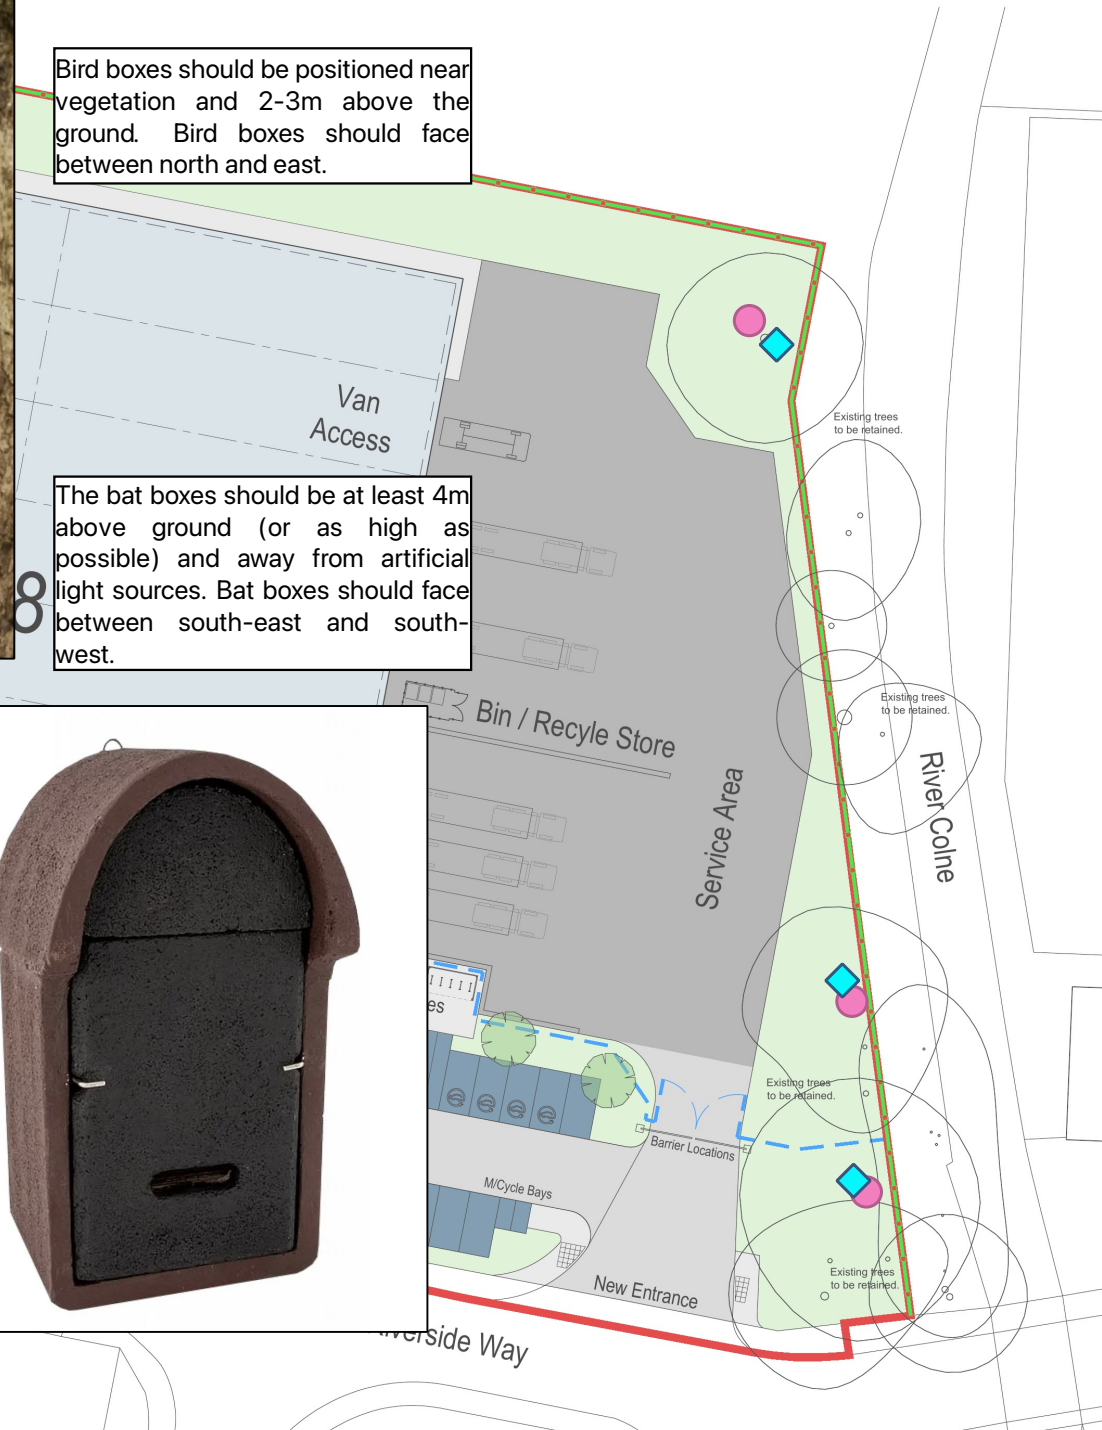 Bird boxes should be positioned near
vegetation and 2-3m above the
ground. Bird boxes should face
between north and east.
Van
Access
Existing trees
to be retained.
The bat boxes should be at least 4m
above ground (or as high as
possible) and away from artificial
light sources. Bat boxes should face
between south-east and south-
west.
8
Existing trees
to be retained.
Bin / Recyle Store
Service Area
River Colne
es
Existing trees
to be retained.
Barrier Locations
M/Cycle Bays
Existing trees
to be retained.
New Entrance
erside Way